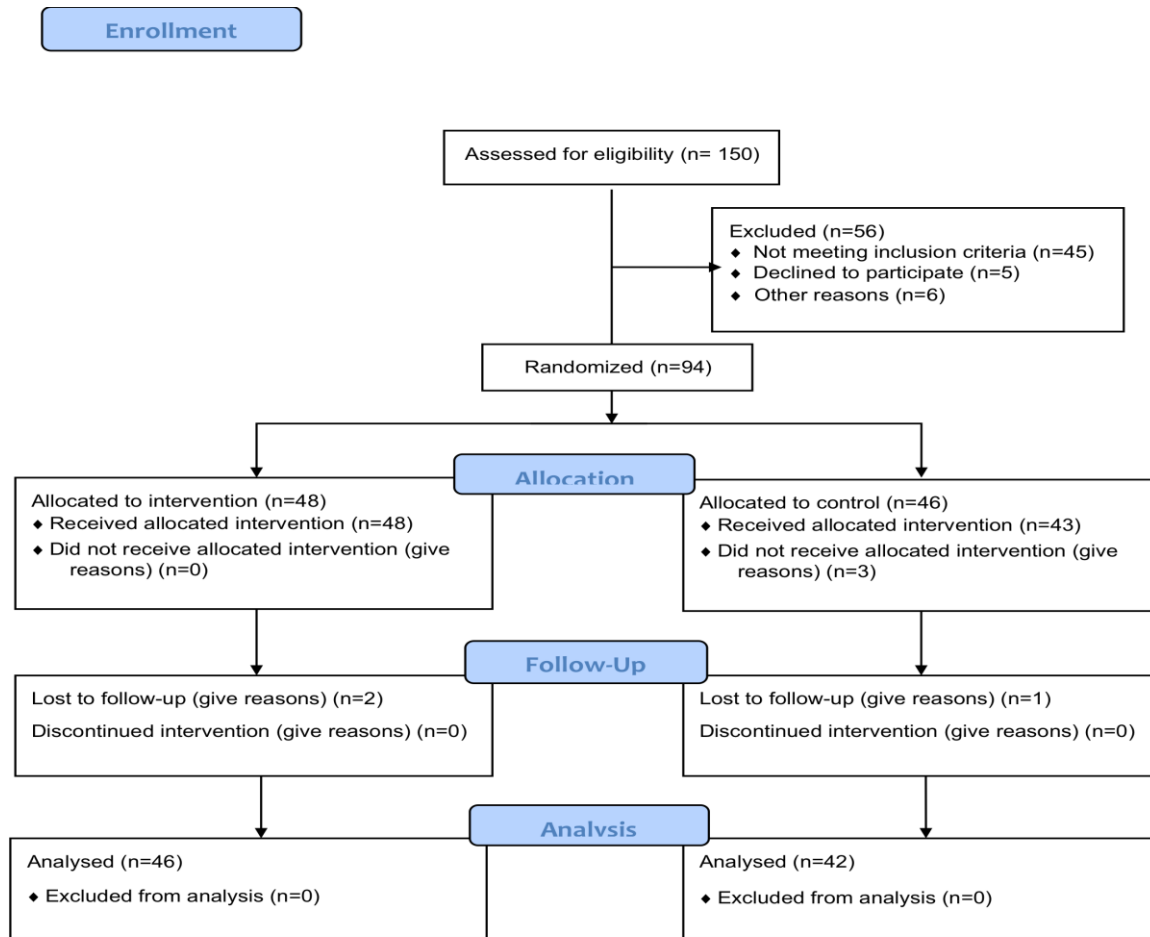 Enrollment
Assessed for eligibility (n= 150)
Excluded (n=56)
◆ Not meeting inclusion criteria (n=45)
◆ Declined to participate (n=5)
◆ Other reasons (n=6)
Randomized (n=94)
Allocation
Allocated to intervention (n=48)
◆ Received allocated intervention (n=48)
◆ Did not receive allocated intervention (give
reasons) (n=0)
Allocated to control (n=46)
◆ Received allocated intervention (n=43)
◆ Did not receive allocated intervention (give
reasons) (n=3)
Follow-Up
Lost to follow-up (give reasons) (n=2)
Discontinued intervention (give reasons) (n=0)
Lost to follow-up (give reasons) (n=1)
Discontinued intervention (give reasons) (n=0)
Analysis
Analysed (n=46)
◆ Excluded from analysis (n=0)
Analysed (n=42)
◆ Excluded from analysis (n=0)